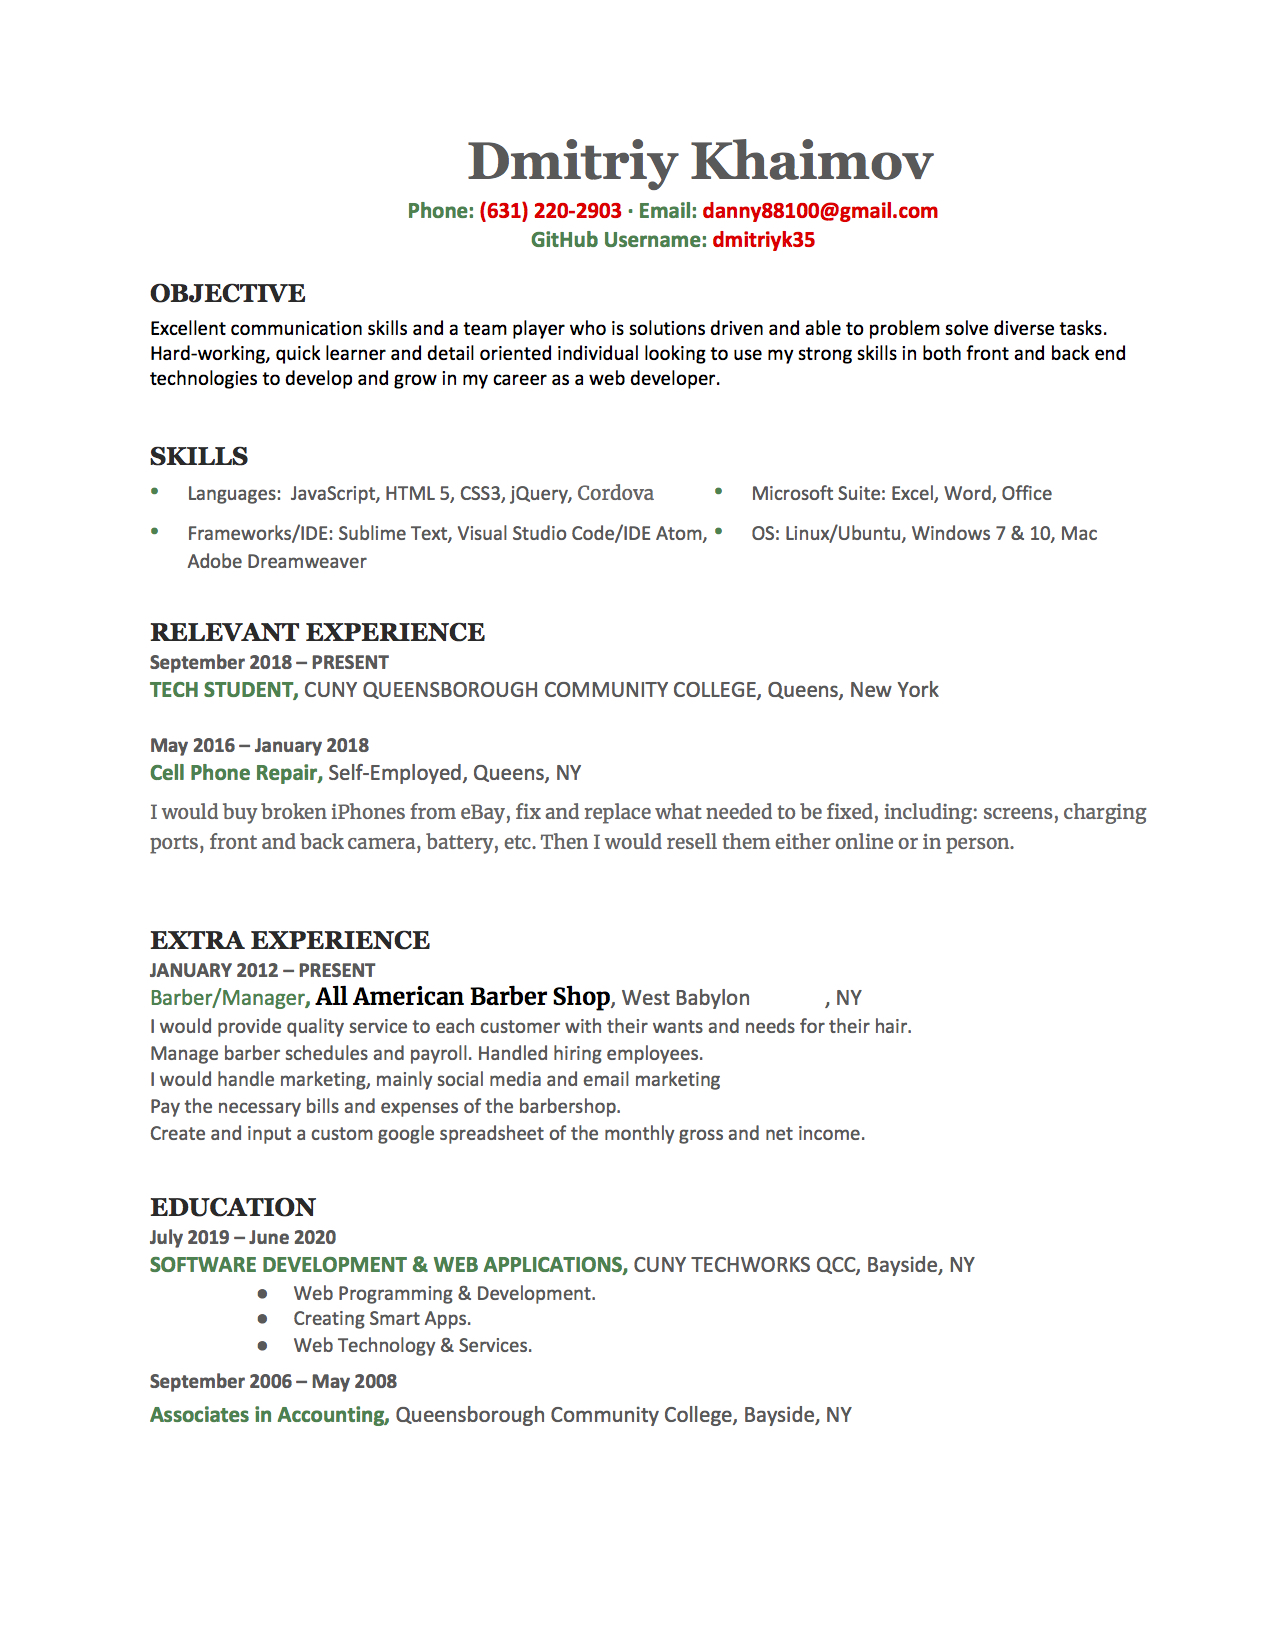 Dmitriy Khaimov
Phone: (631) 220-2903 · Email: danny88100@gmail.com
GitHub Username: dmitriyk35
OBJECTIVE
Excellent communication skills and a team player who is solutions driven and able to problem solve diverse tasks.
Hard-working, quick learner and detail oriented individual looking to use my strong skills in both front and back end
technologies to develop and grow in my career as a web developer.
SKILLS
• Languages:  JavaScript, HTML 5, CSS3, jQuery, Cordova
• Frameworks/IDE: Sublime Text, Visual Studio Code/IDE Atom,
Adobe Dreamweaver
• Microsoft Suite: Excel, Word, Office
• OS: Linux/Ubuntu, Windows 7 & 10, Mac
RELEVANT EXPERIENCE
September 2018 – PRESENT
TECH STUDENT, CUNY QUEENSBOROUGH COMMUNITY COLLEGE, Queens, New York
May 2016 – January 2018
Cell Phone Repair, Self-Employed, Queens, NY
I would buy broken iPhones from eBay, fix and replace what needed to be fixed, including: screens, charging
ports, front and back camera, battery, etc. Then I would resell them either online or in person.
EXTRA EXPERIENCE
JANUARY 2012 – PRESENT
Barber/Manager, All American Barber Shop, West Babylon , NY
I would provide quality service to each customer with their wants and needs for their hair.
Manage barber schedules and payroll. Handled hiring employees.
I would handle marketing, mainly social media and email marketing
Pay the necessary bills and expenses of the barbershop.
Create and input a custom google spreadsheet of the monthly gross and net income.
EDUCATION
July 2019 – June 2020
SOFTWARE DEVELOPMENT & WEB APPLICATIONS, CUNY TECHWORKS QCC, Bayside, NY
● Web Programming & Development.
● Creating Smart Apps.
● Web Technology & Services.
September 2006 – May 2008
Associates in Accounting, Queensborough Community College, Bayside, NY